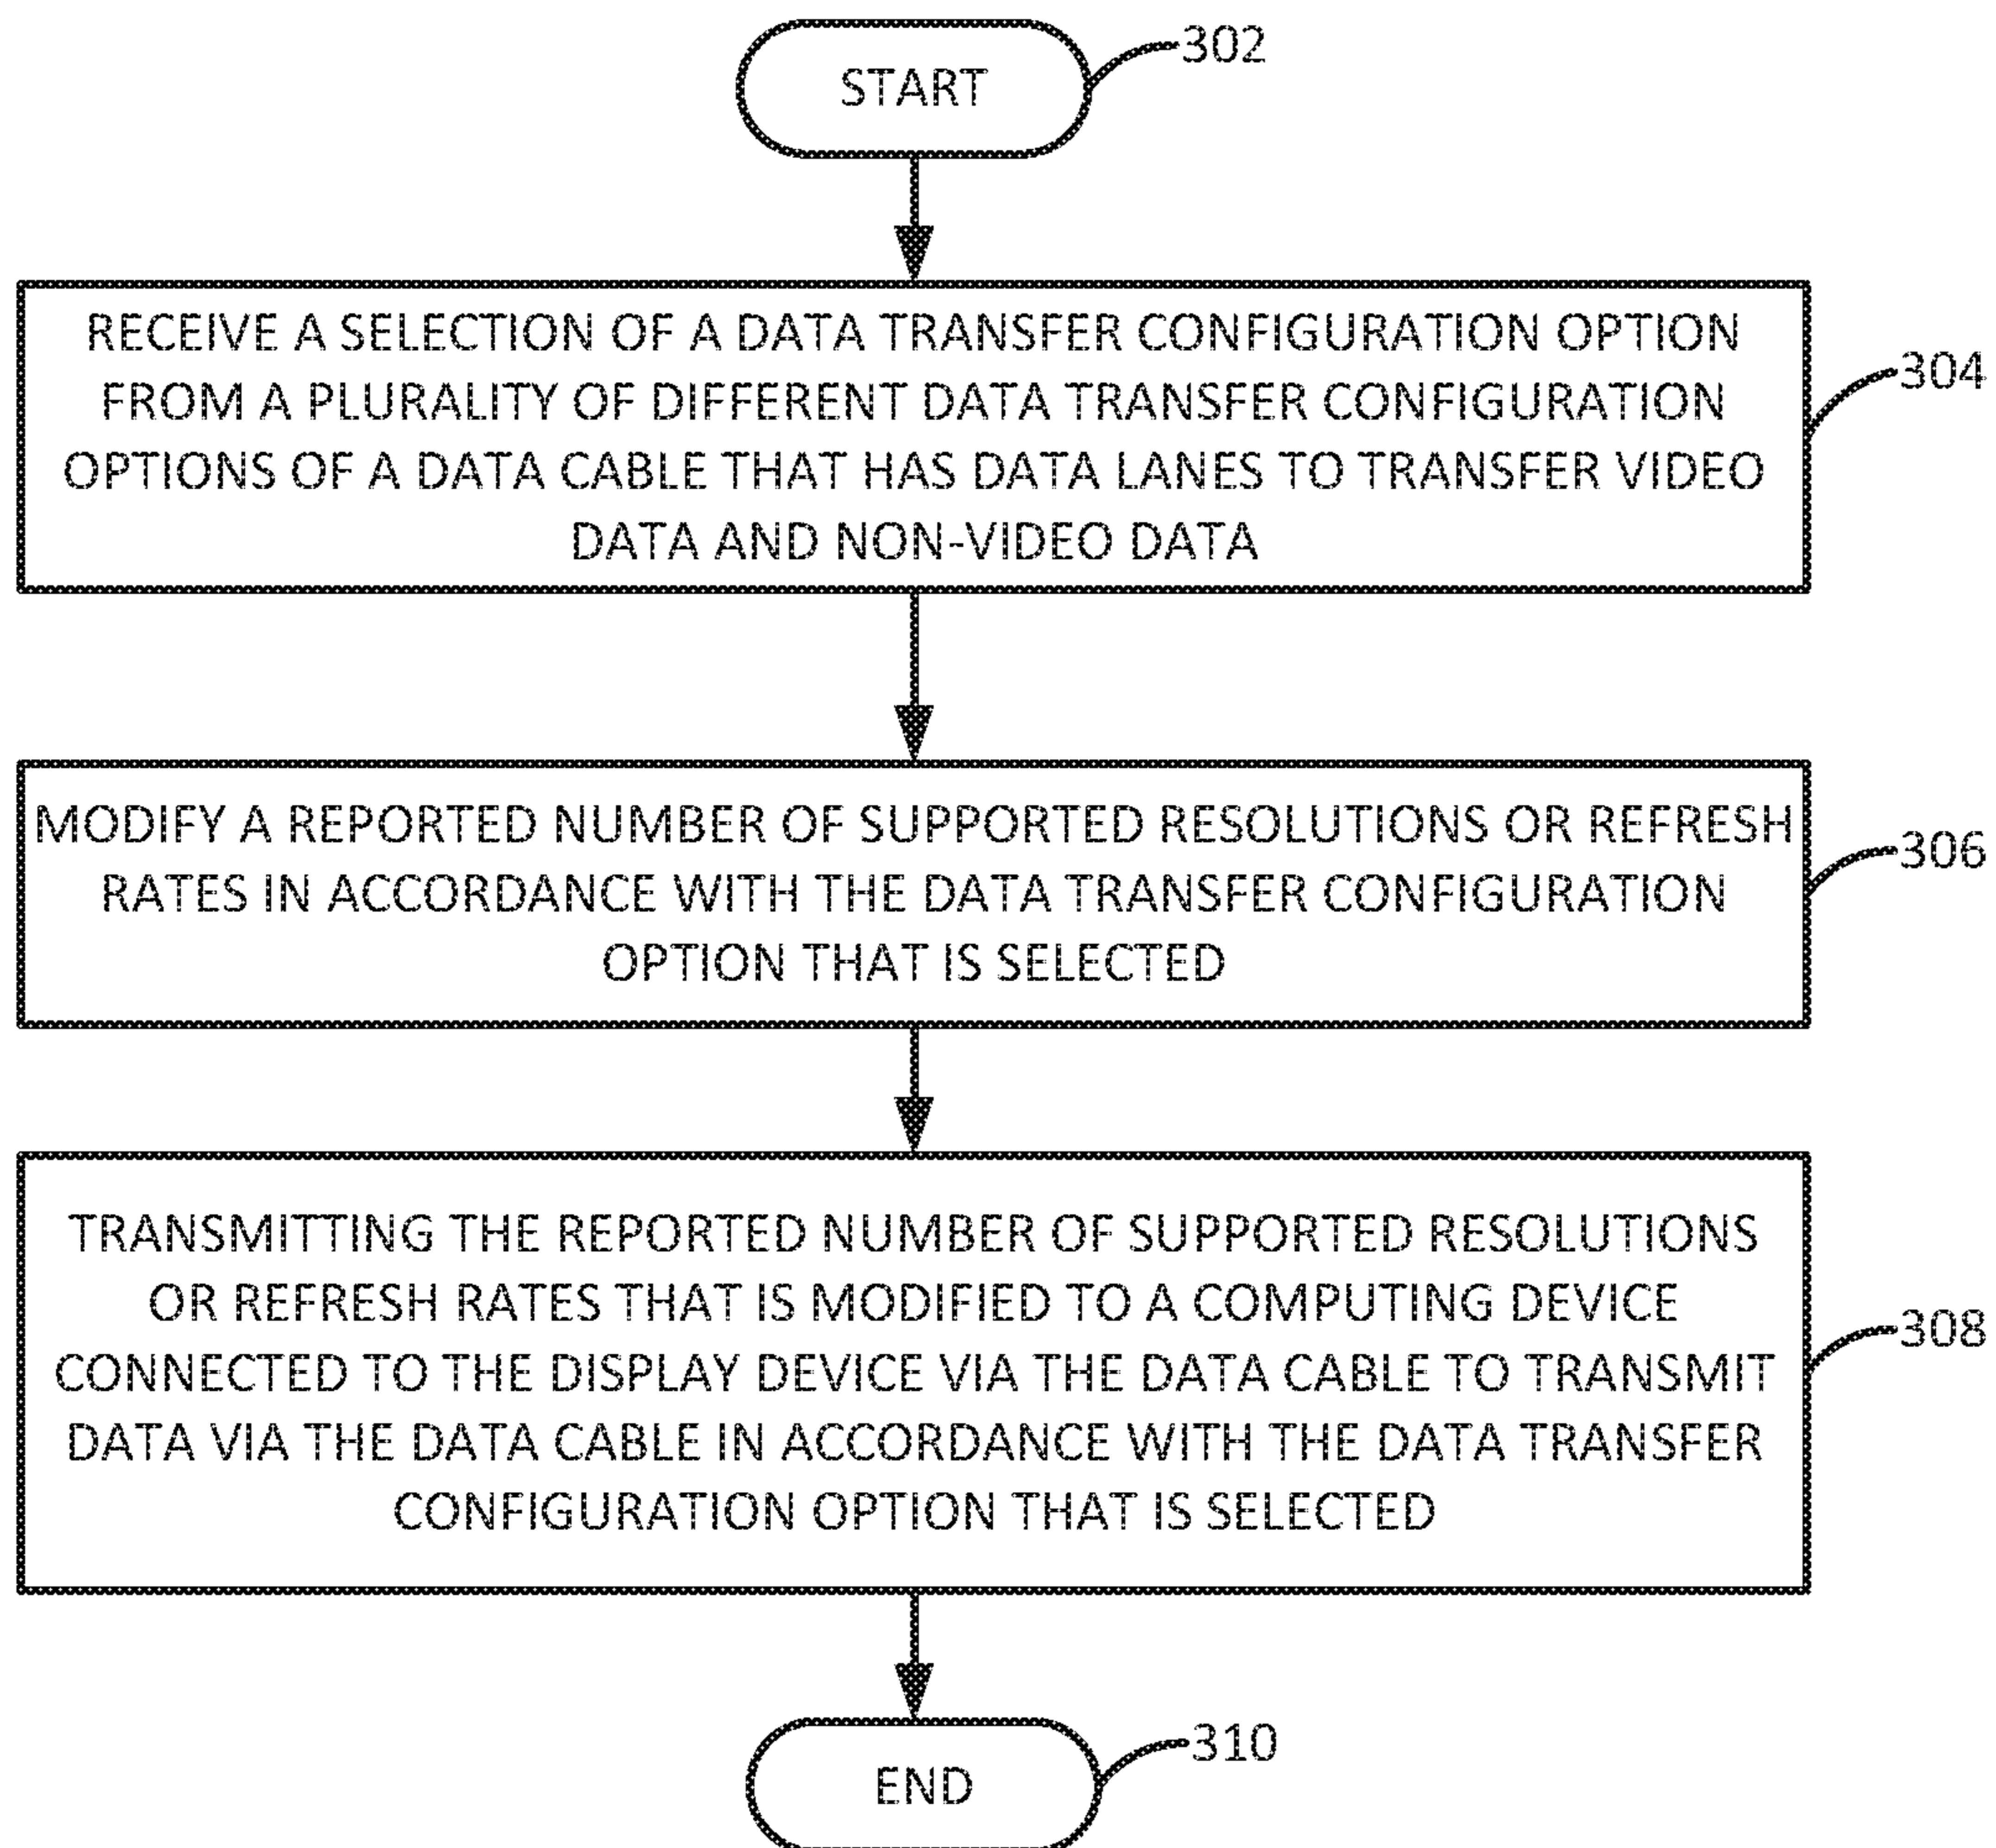 START
302
RECEIVE A SELECTION OF A DATA TRANSFER CONFIGURATION OPTION
FROM A PLURALITY OF DIFFERENT DATA TRANSFER CONFIGURATION
OPTIONS OF A DATA CABLE THAT HAS DATA LANES TO TRANSFER VIDEO
DATA AND NON-VIDEO DATA
304
MODIFY A REPORTED NUMBER OF SUPPORTED RESOLUTIONS OR REFRESH
RATES IN ACCORDANCE WITH THE DATA TRANSFER CONFIGURATION
OPTION THAT IS SELECTED
306
TRANSMITTING THE REPORTED NUMBER OF SUPPORTED RESOLUTIONS
OR REFRESH RATES THAT IS MODIFIED TO A COMPUTING DEVICE
CONNECTED TO THE DISPLAY DEVICE VIA THE DATA CABLE TO TRANSMIT
DATA VIA THE DATA CABLE IN ACCORDANCE WITH THE DATA TRANSFER
CONFIGURATION OPTION THAT IS SELECTED
308
END
310